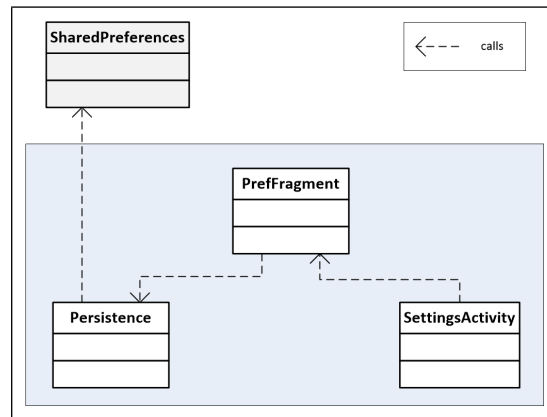 SharedPreferences
calls
PrefFragment
Persistence
SettingsActivity